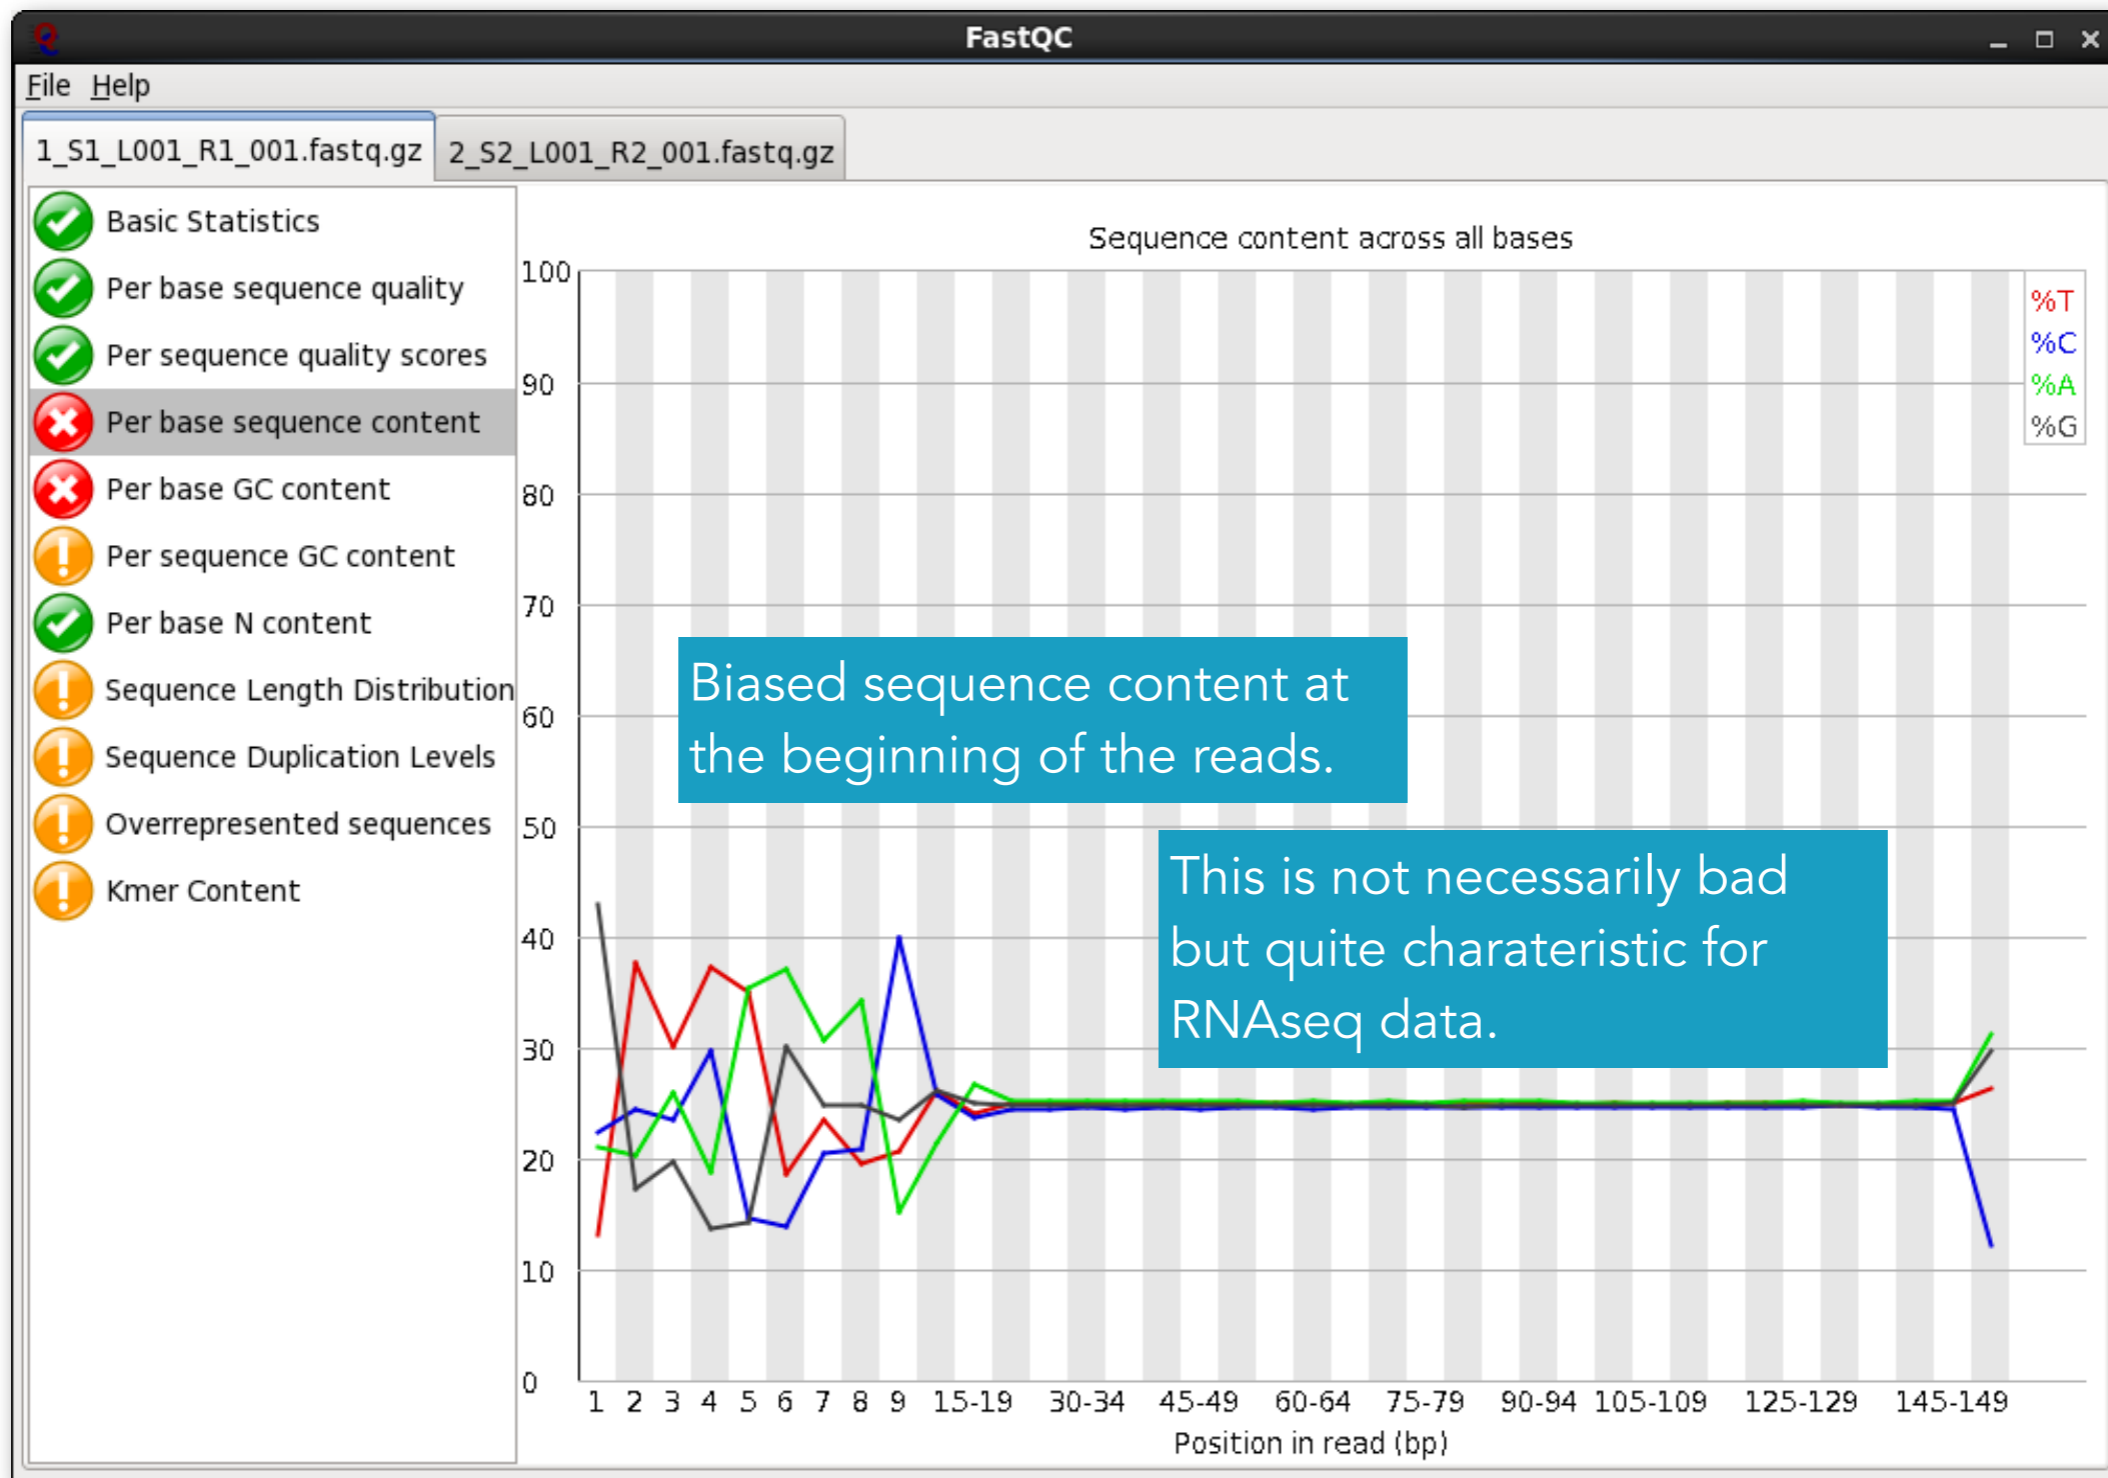 FastQC
File Help
1_S1_L001_R1_001.fastq.gz 2_S2_L001_R2_001.fastq.gz
Basic Statistics
Per base sequence quality
Per sequence quality scores
Per base sequence content
Per base GC content
Per sequence GC content
Per base N content
Sequence Length Distribution
Sequence Duplication Levels
Overrepresented sequences
Kmer Content
Sequence content across all bases
100
90
80
70
60
50
40
30
20
10
0
%T
%C
%A
%G
Biased sequence content at
the beginning of the reads.
This is not necessarily bad
but quite charateristic for
RNAseq data.
1 2 3 4 5 6 7 8 9 15-19 30-34 45-49 60-64 75-79 90-94 105-109 125-129 145-149
Position in read (bp)